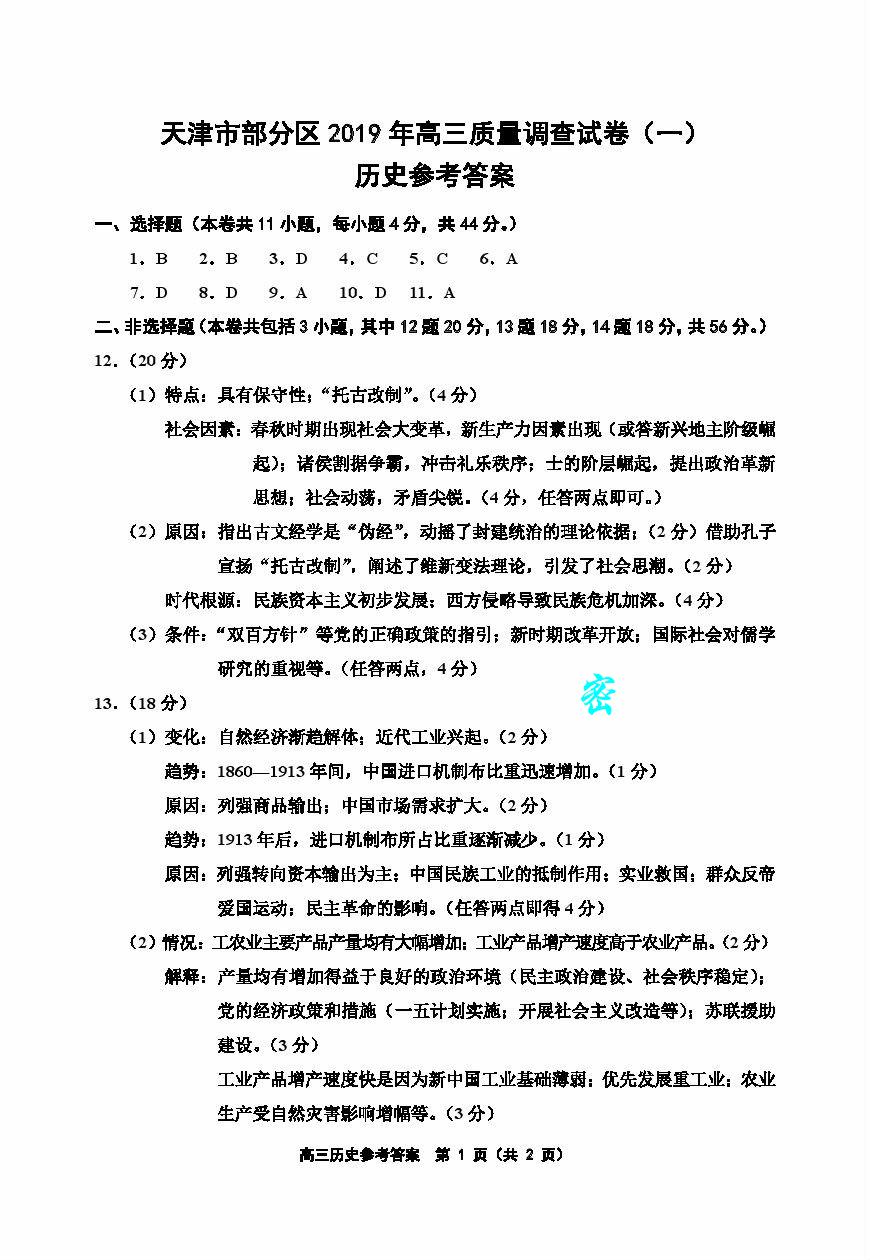 天津市部分区 2019 年高三质量调查试卷（一）
历史参考答案
一、选择题（本卷共 11 小题，每小题 4 分，共 44 分。）
1．B 2．B 3．D 4．C 5．C 6．A
7．D 8．D 9．A 10．D 11．A
二、非选择题（本卷共包括 3 小题，其中 12 题 20 分，13 题 18 分，14 题 18 分，共 56 分。）
12．（20 分）
（1）特点：具有保守性；“托古改制”。（4 分）
社会因素：春秋时期出现社会大变革，新生产力因素出现（或答新兴地主阶级崛
起）；诸侯割据争霸，冲击礼乐秩序；士的阶层崛起，提出政治革新
思想；社会动荡，矛盾尖锐。（4 分，任答两点即可。）
（2）原因：指出古文经学是“伪经”，动摇了封建统治的理论依据；（2 分）借助孔子
宣扬“托古改制”，阐述了维新变法理论，引发了社会思潮。（2 分）
时代根源：民族资本主义初步发展；西方侵略导致民族危机加深。（4 分）
（3）条件：“双百方针”等党的正确政策的指引；新时期改革开放；国际社会对儒学
研究的重视等。（任答两点，4 分）
密
13．（18 分）
（1）变化：自然经济渐趋解体；近代工业兴起。（2 分）
趋势：1860—1913 年间，中国进口机制布比重迅速增加。（1 分）
原因：列强商品输出；中国市场需求扩大。（2 分）
趋势：1913 年后，进口机制布所占比重逐渐减少。（1 分）
原因：列强转向资本输出为主；中国民族工业的抵制作用；实业救国；群众反帝
爱国运动；民主革命的影响。（任答两点即得 4 分）
（2）情况：工农业主要产品产量均有大幅增加；工业产品增产速度高于农业产品。（2 分）
解释：产量均有增加得益于良好的政治环境（民主政治建设、社会秩序稳定）；
党的经济政策和措施（一五计划实施；开展社会主义改造等）；苏联援助
建设。（3 分）
工业产品增产速度快是因为新中国工业基础薄弱；优先发展重工业；农业
生产受自然灾害影响增幅等。（3 分）
高三历史参考答案 第 1 页（共 2 页）